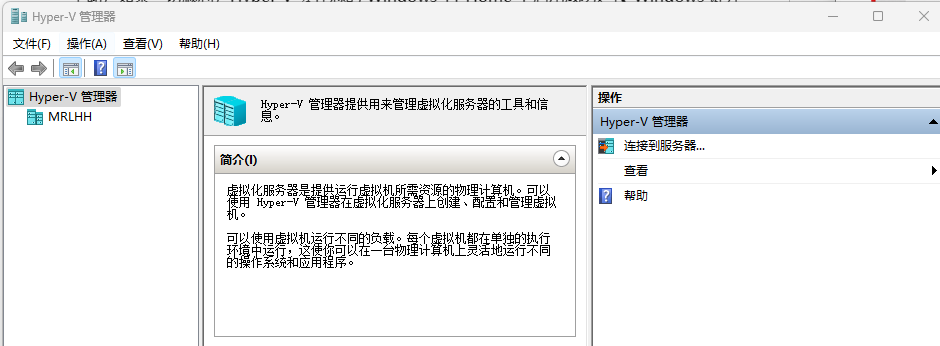 Hyper-V 管理器
文件(F) 操作(A) 查看(V) 帮助(H)
Hyper-V 管理器
MRLHH
Hyper-V 管理器提供用来管理虚拟化服务器的工具和信
息。
简介(I)
虚拟化服务器是提供运行虚拟机所需资源的物理计算机。可以
使用 Hyper-V 管理器在虚拟化服务器上创建、配置和管理虚拟
机。
可以使用虚拟机运行不同的负载。每个虚拟机都在单独的执行
环境中运行，这使你可以在一台物理计算机上灵活地运行不同
的操作系统和应用程序。
操作
Hyper-V 管理器
连接到服务器...
查看
帮助